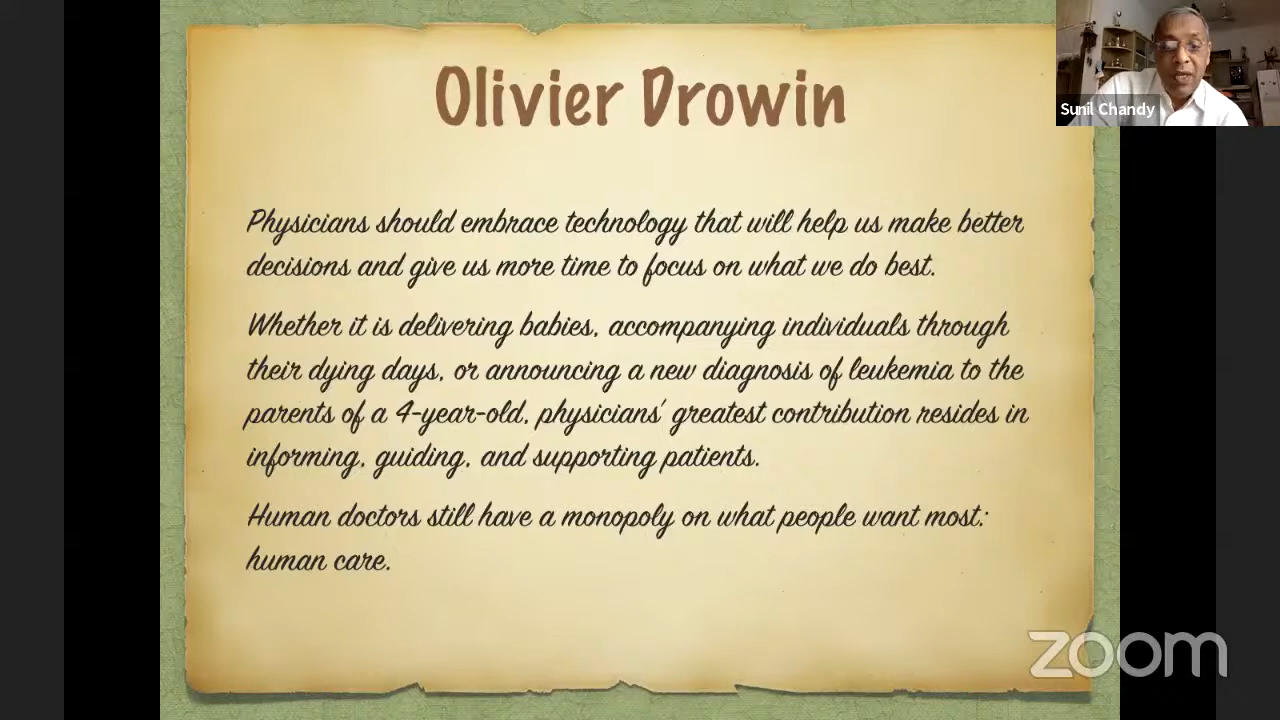 Olivier Drowin
Sunil Chandy
Physicians should embrace technology that will help us make better
decisions and give us more time to focus on what we do best.
Whether it is delivering babies, accompanying individuals through
their dying days, or announcing a new diagnosis of leukemia to the
parents of a 4-year-old, physicians' greatest contribution resides in
informing, guiding, and supporting patients.
Human doctors still have a monopoly on what people want most:
human care.
zoom